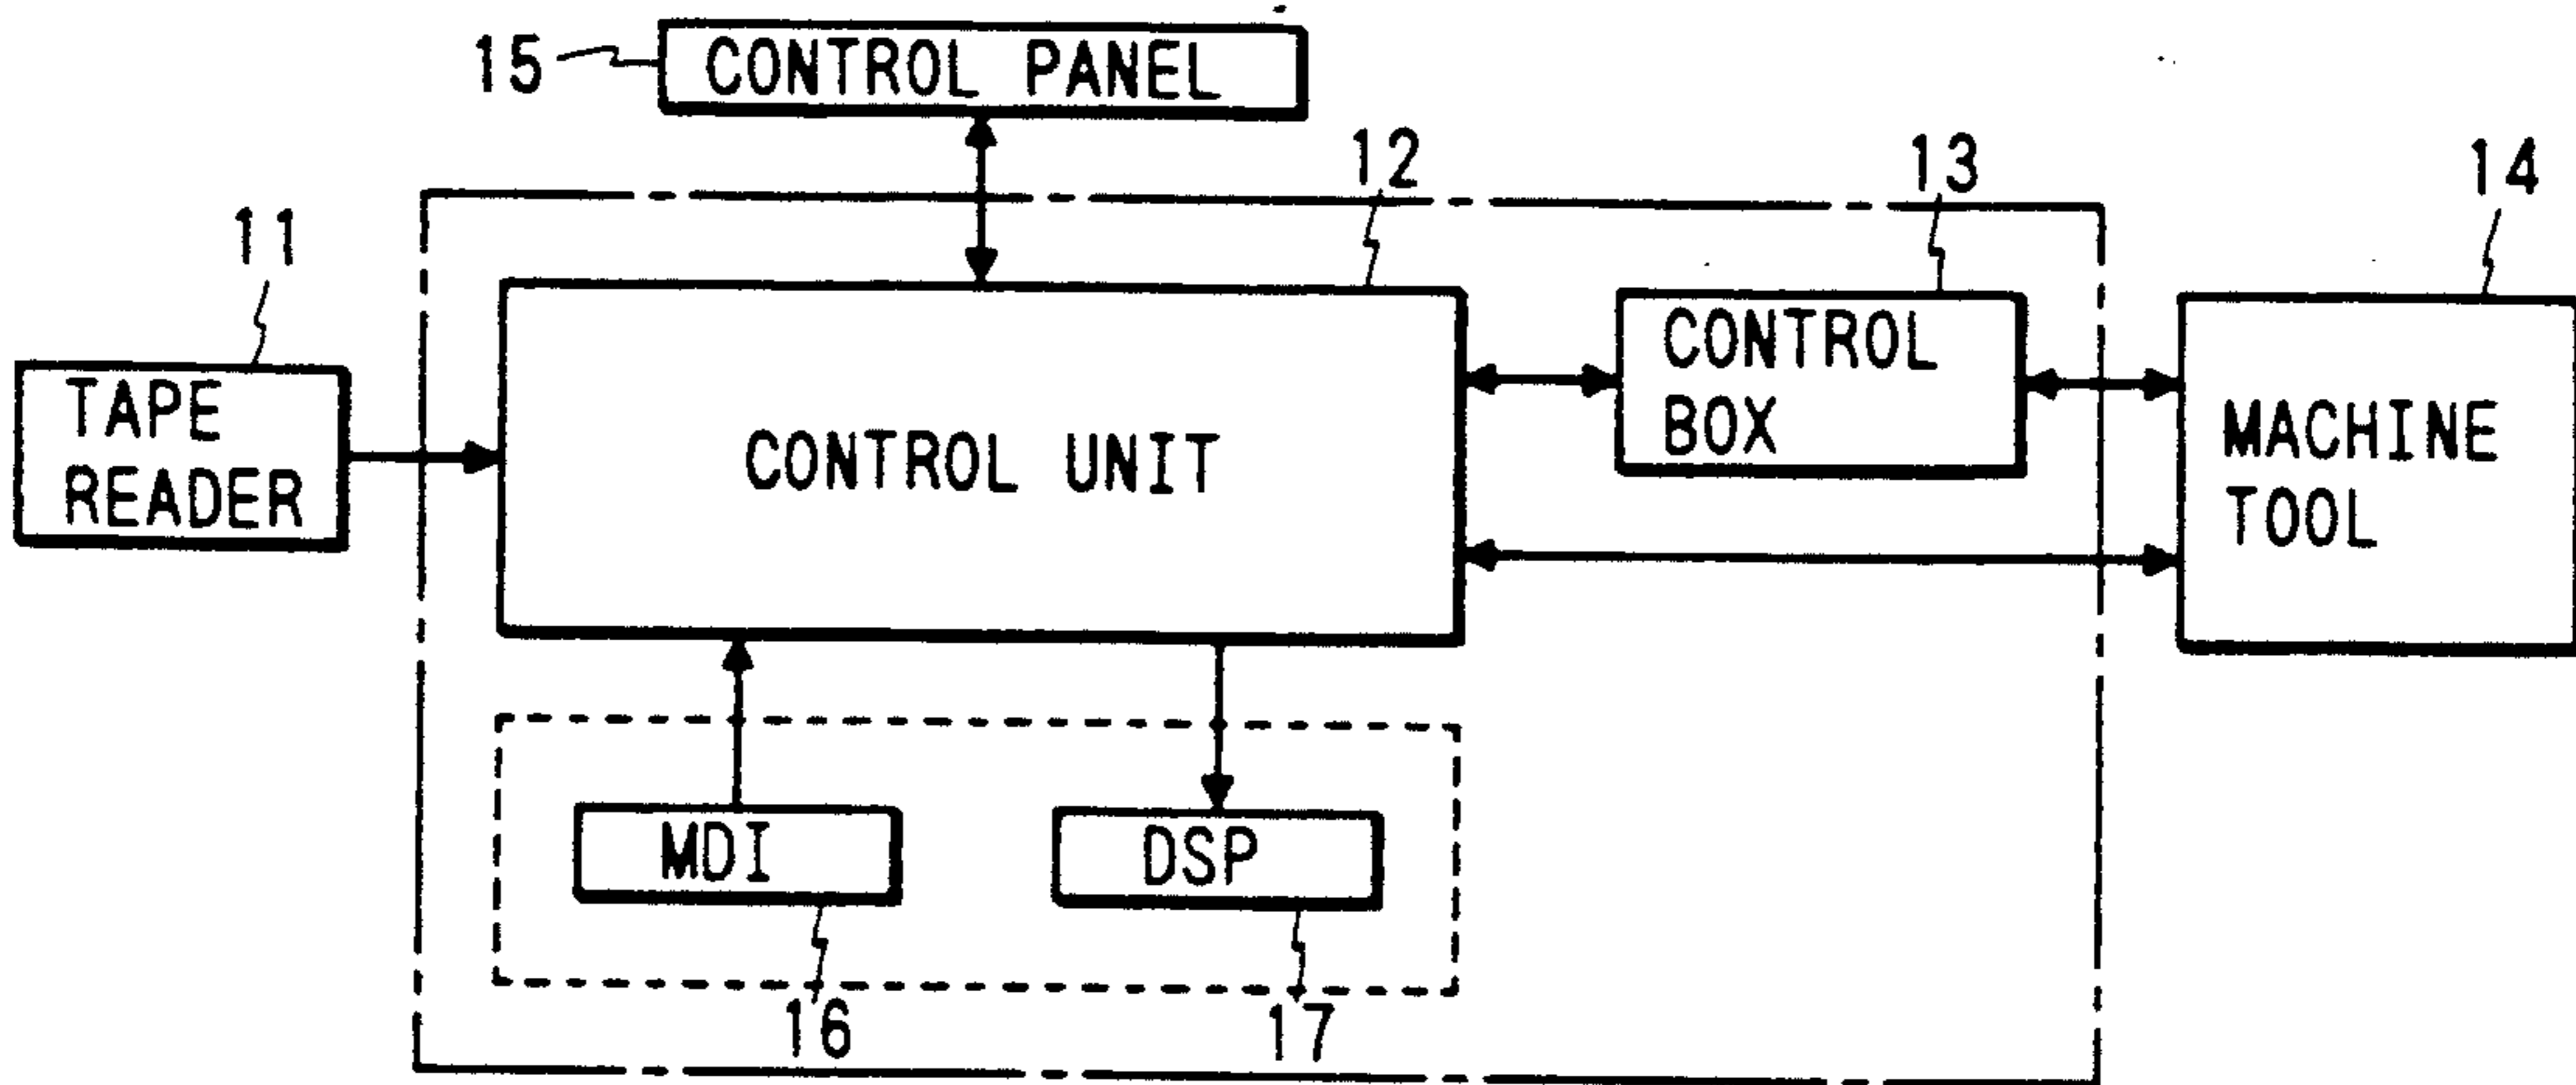 15 CONTROL PANEL
12
13
14
11
TAPE
READER
CONTROL UNIT
CONTROL
BOX
MACHINE
TOOL
MDI
DSP
16
17